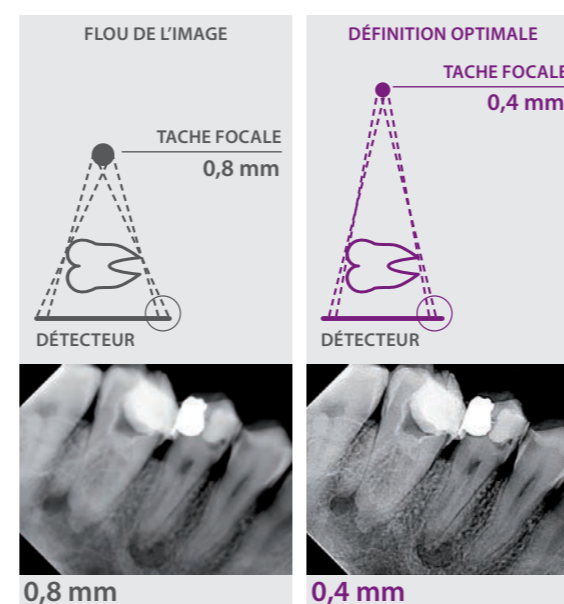 FLOU DE L'IMAGE
TACHE FOCALE
0,8 mm
DÉTECTEUR
0,8 mm
DÉFINITION OPTIMALE
TACHE FOCALE
0,4 mm
DÉTECTEUR
0,4 mm